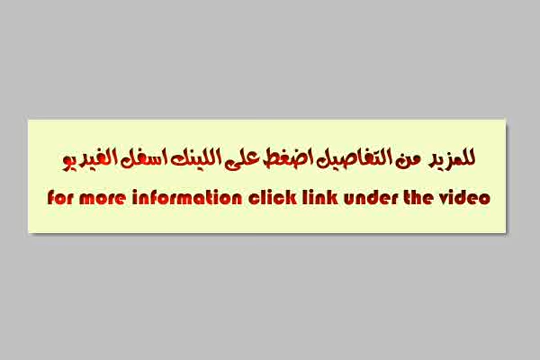 للمزيد من التفاصيل اضغط على اللينك اسفل الفيديو
for more information click link under the video